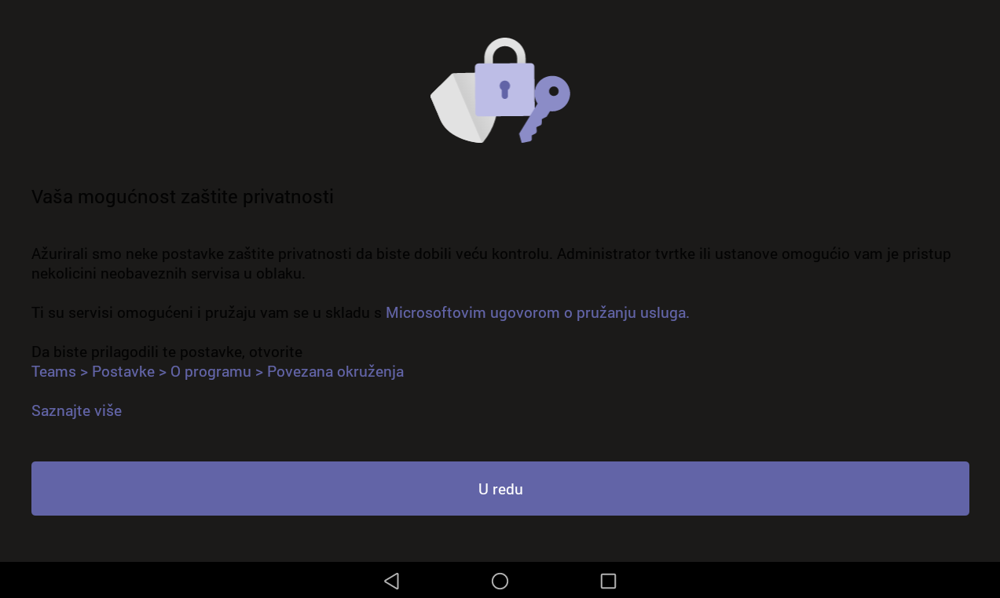 Vaša mogućnost zaštite privatnosti
Ažurirali smo neke postavke zaštite privatnosti da biste dobili veću kontrolu. Administrator tvrtke ili ustanove omogućio vam je pristup
nekolicini neobaveznih servisa u oblaku.
Ti su servisi omogućeni i pružaju vam se u skladu s Microsoftovim ugovorom o pružanju usluga.
Da biste prilagodili te postavke, otvorite
Teams > Postavke > O programu > Povezana okruženja
Saznajte više
U redu